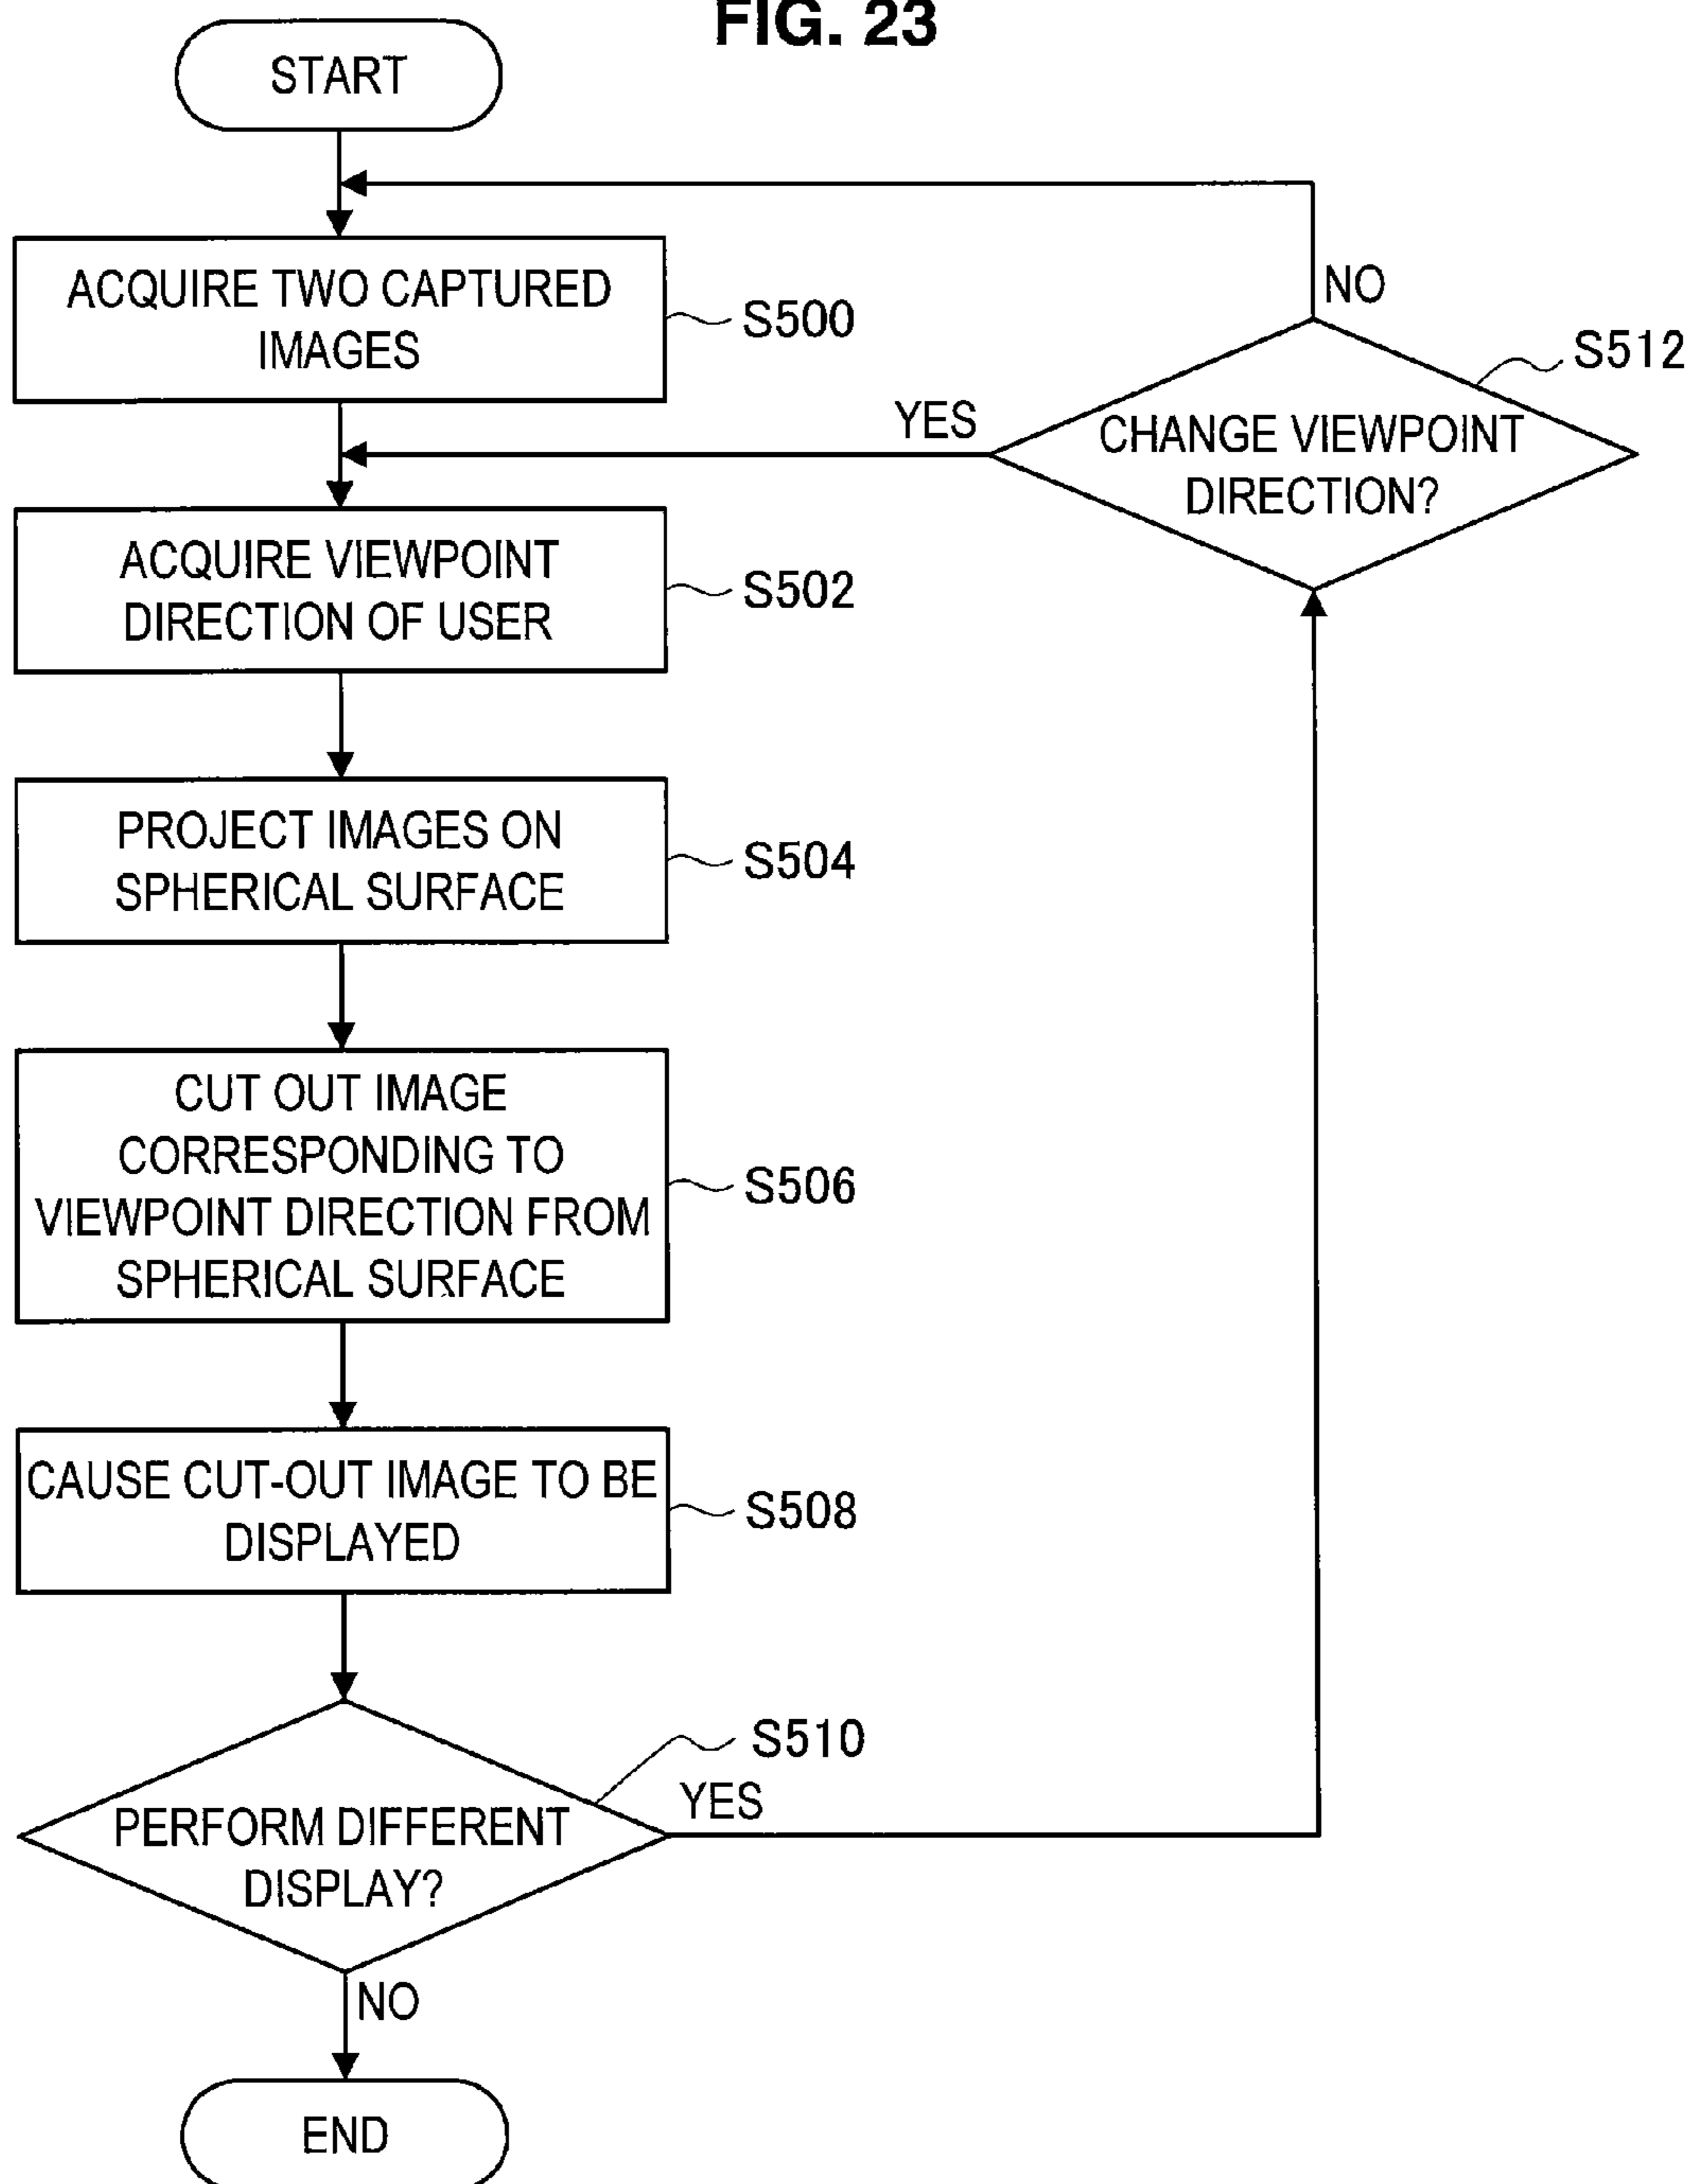 FIG. 23
START
ACQUIRE TWO CAPTURED
IMAGES
S500
NO
S512
YES
CHANGE VIEWPOINT
DIRECTION?
ACQUIRE VIEWPOINT
DIRECTION OF USER
S502
PROJECT IMAGES ON
SPHERICAL SURFACE
S504
CUT OUT IMAGE
CORRESPONDING TO
VIEWPOINT DIRECTION FROM
SPHERICAL SURFACE
S506
CAUSE CUT-OUT IMAGE TO BE
DISPLAYED
S508
S510
YES
PERFORM DIFFERENT
DISPLAY?
NO
END